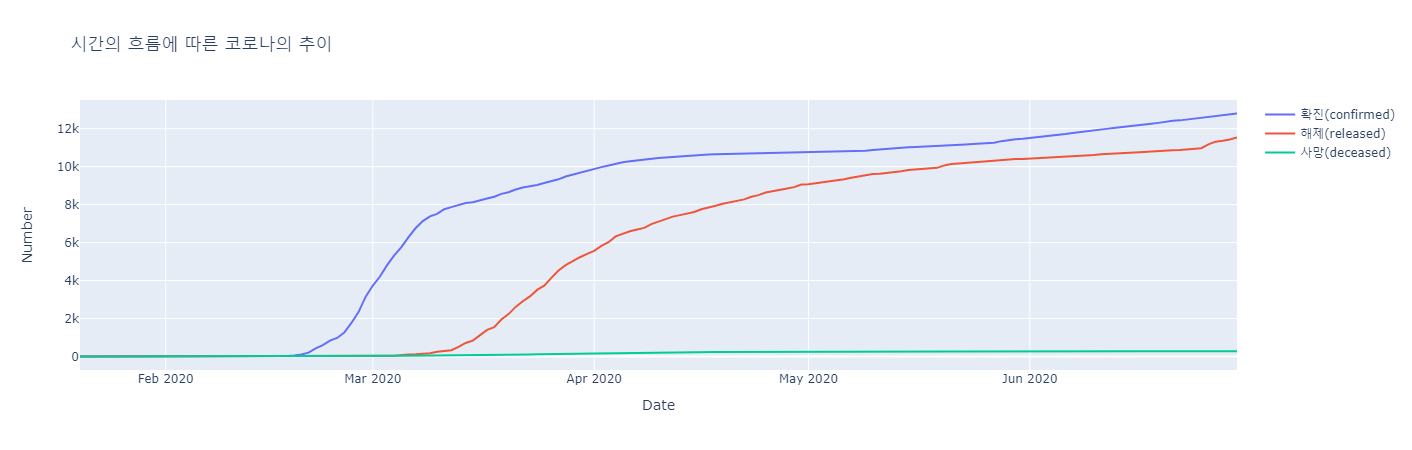 시간의 흐름에 따른 코로나의 추이
확진(confirmed)
해제(released)
사망(deceased)
Number
12k
10k
8k
6k
4k
2k
0
Feb 2020
Mar 2020
Apr 2020
May 2020
Jun 2020
Date